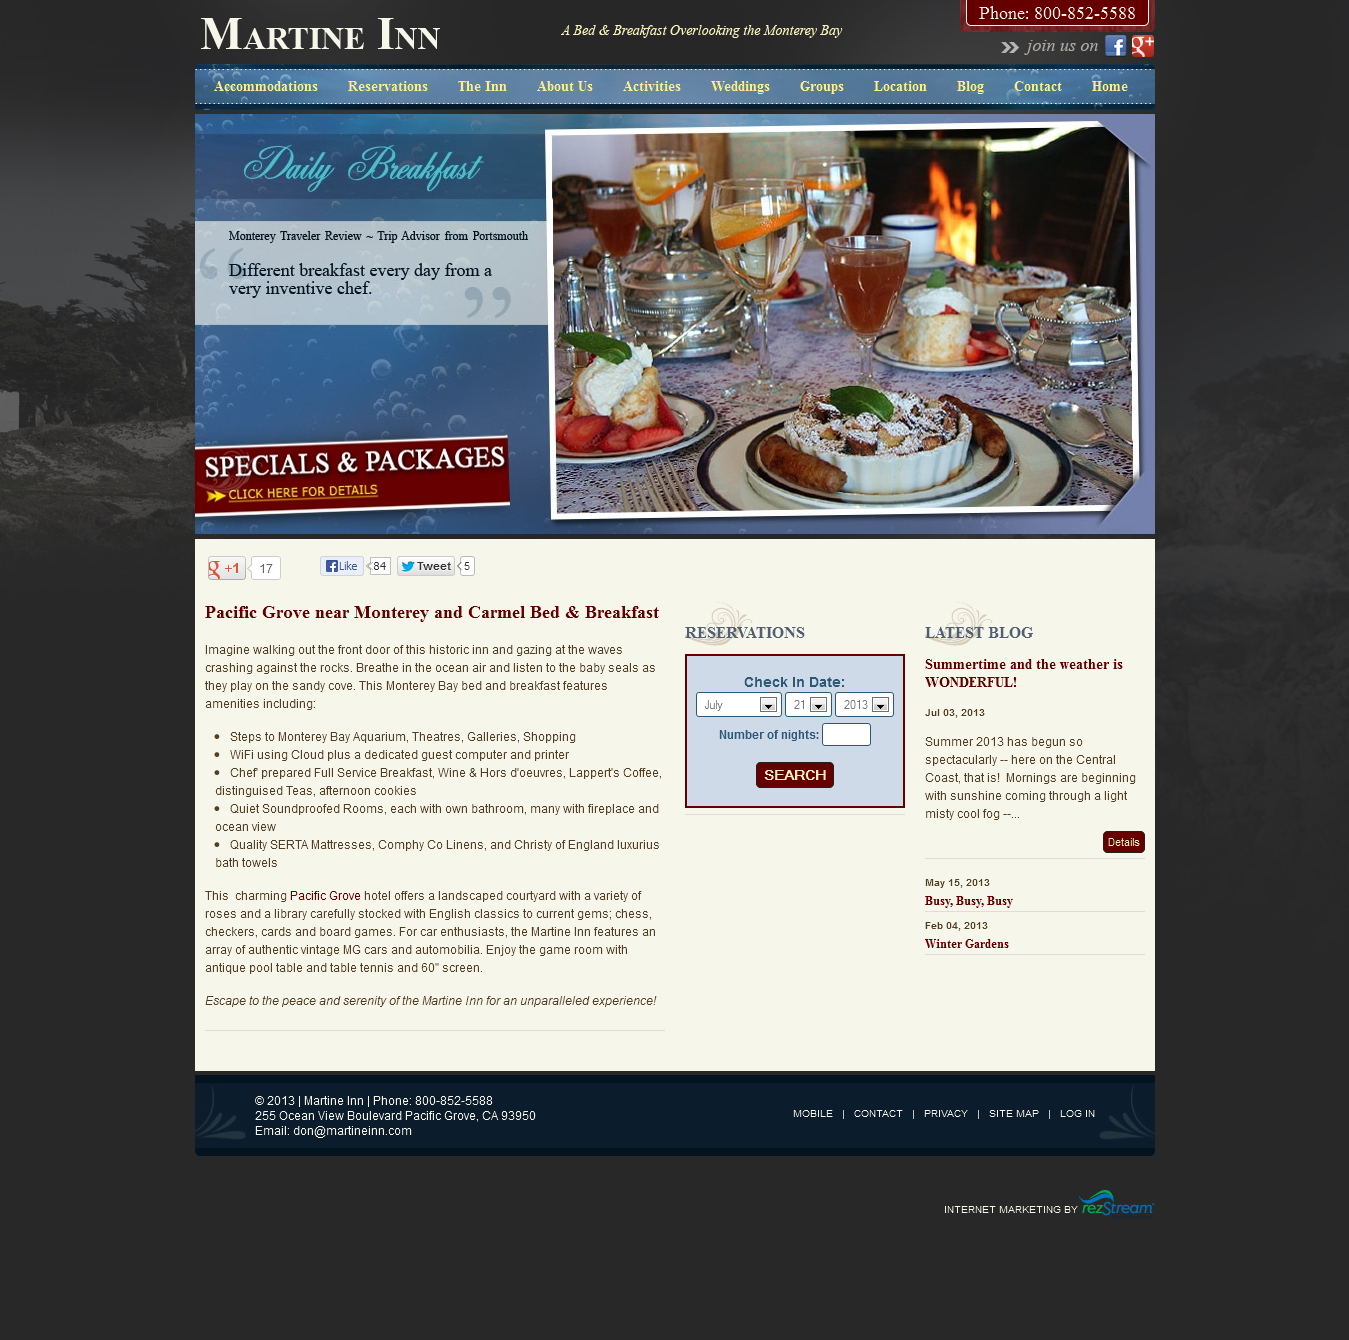 Martine Inn
A Bed & Breakfast Overlooking the Monterey Bay
Phone: 800-852-5588
join us on
Accommodations Reservations The Inn About Us Activities Weddings Groups Location Blog Contact Home
Daily Breakfast
Monterey Traveler Review ~ Trip Advisor from Portsmouth
“ Different breakfast every day from a
very inventive chef. ”
SPECIALS & PACKAGES
CLICK HERE FOR DETAILS
g +1 17 Like 84 Tweet 5
Pacific Grove near Monterey and Carmel Bed & Breakfast
Imagine walking out the front door of this historic inn and gazing at the waves
crashing against the rocks. Breathe in the ocean air and listen to the baby seals as
they play on the sandy cove. This Monterey Bay bed and breakfast features
amenities including:
• Steps to Monterey Bay Aquarium, Theatres, Galleries, Shopping
• WiFi using Cloud plus a dedicated guest computer and printer
• Chef' prepared Full Service Breakfast, Wine & Hors d'oeuvres, Lappert's Coffee,
distinguised Teas, afternoon cookies
• Quiet Soundproofed Rooms, each with own bathroom, many with fireplace and
ocean view
• Quality SERTA Mattresses, Comphy Co Linens, and Christy of England luxurius
bath towels
This  charming Pacific Grove hotel offers a landscaped courtyard with a variety of
roses and a library carefully stocked with English classics to current gems; chess,
checkers, cards and board games. For car enthusiasts, the Martine Inn features an
array of authentic vintage MG cars and automobilia. Enjoy the game room with
antique pool table and table tennis and 60" screen.
Escape to the peace and serenity of the Martine Inn for an unparalleled experience!
RESERVATIONS
Check In Date:
July 21 2013
Number of nights:
SEARCH
LATEST BLOG
Summertime and the weather is
WONDERFUL!
Jul 03, 2013
Summer 2013 has begun so
spectacularly -- here on the Central
Coast, that is!  Mornings are beginning
with sunshine coming through a light
misty cool fog --...
Details
May 15, 2013
Busy, Busy, Busy
Feb 04, 2013
Winter Gardens
© 2013 | Martine Inn | Phone: 800-852-5588
255 Ocean View Boulevard Pacific Grove, CA 93950
Email: don@martineinn.com
MOBILE | CONTACT | PRIVACY | SITE MAP | LOG IN
INTERNET MARKETING BY rezStream